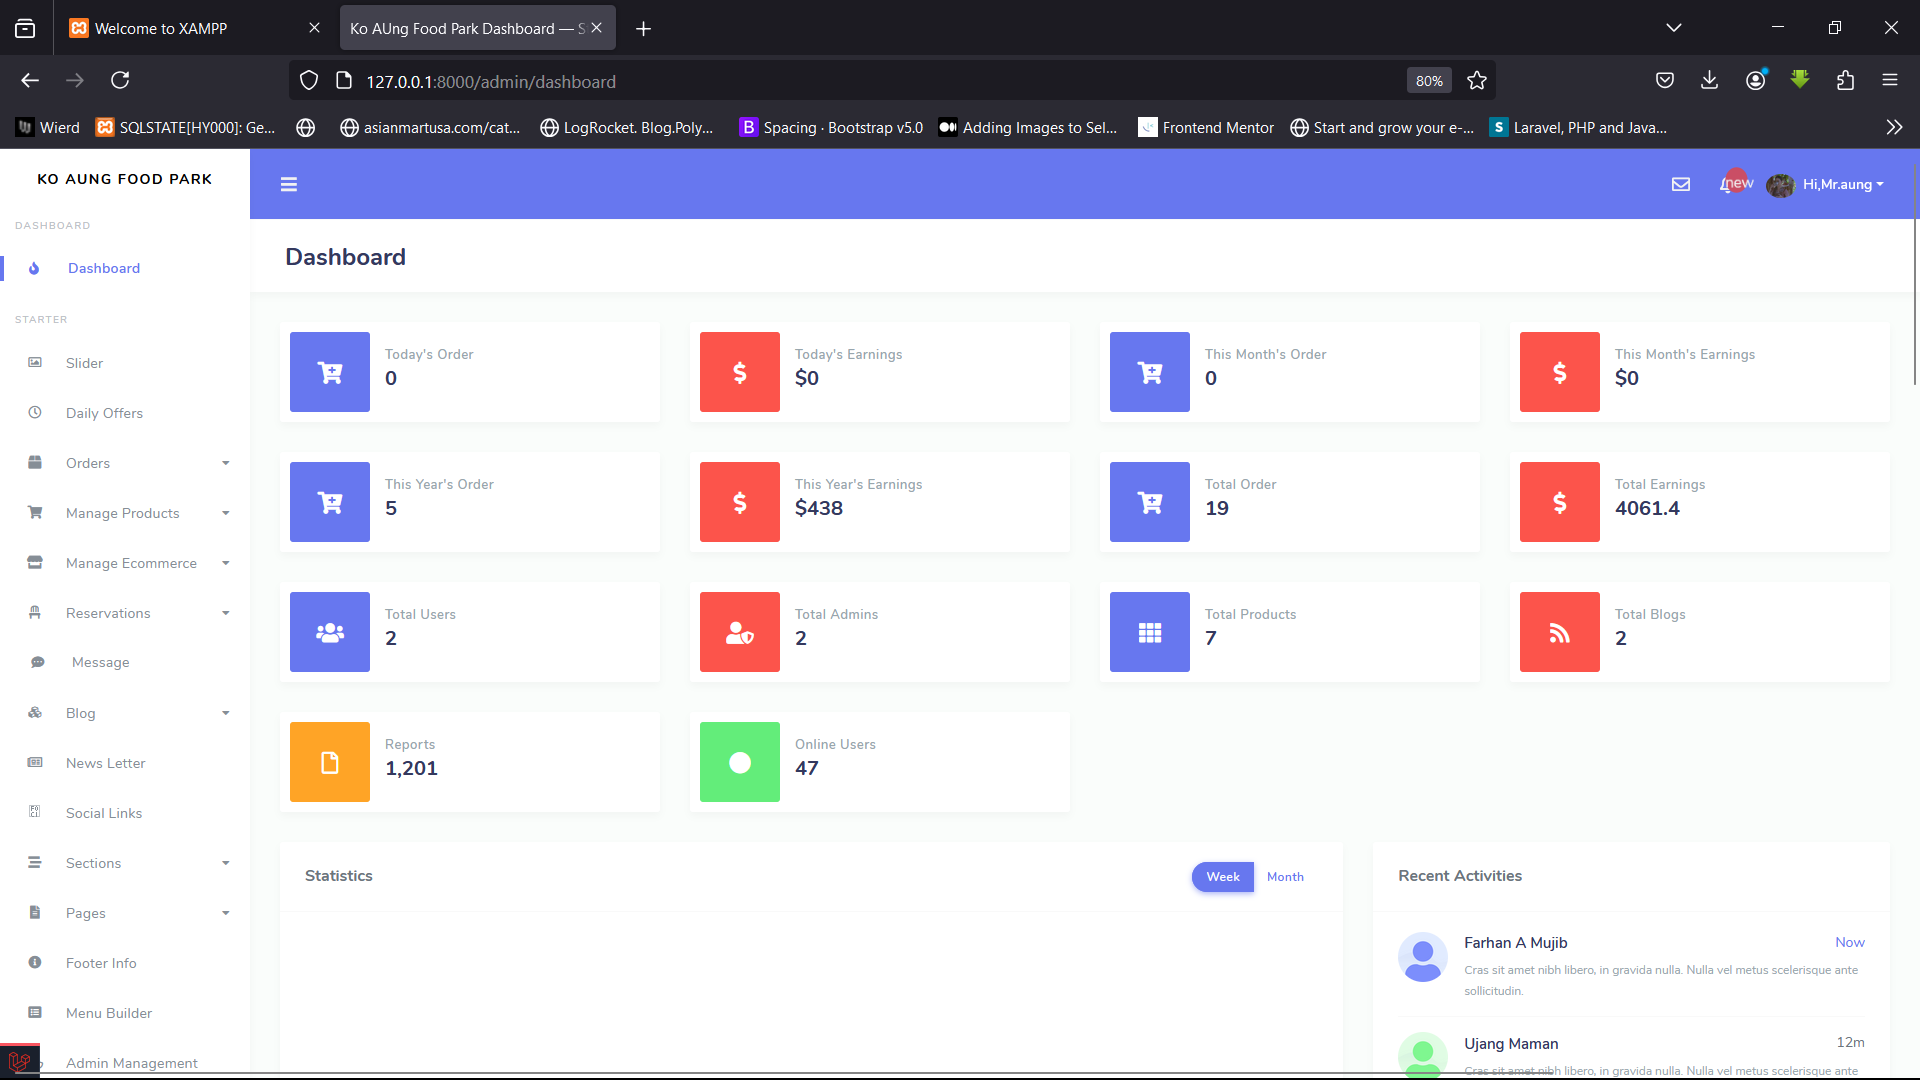 Welcome to XAMPP
Ko AUng Food Park Dashboard — S
127.0.0.1:8000/admin/dashboard
80%
Wierd
SQLSTATE[HY000]: Ge...
asianmartusa.com/cat...
LogRocket. Blog.Poly...
B Spacing · Bootstrap v5.0
Adding Images to Sel...
Frontend Mentor
Start and grow your e-...
S Laravel, PHP and Java...
KO AUNG FOOD PARK
new
Hi,Mr.aung
DASHBOARD
Dashboard
STARTER
Slider
Daily Offers
Orders
Manage Products
Manage Ecommerce
Reservations
Message
Blog
News Letter
Social Links
Sections
Pages
Footer Info
Menu Builder
Admin Management
Dashboard
Today's Order
0
Today's Earnings
$0
This Month's Order
0
This Month's Earnings
$0
This Year's Order
5
This Year's Earnings
$438
Total Order
19
Total Earnings
4061.4
Total Users
2
Total Admins
2
Total Products
7
Total Blogs
2
Reports
1,201
Online Users
47
Statistics
Week
Month
Recent Activities
Farhan A Mujib
Now
Cras sit amet nibh libero, in gravida nulla. Nulla vel metus scelerisque ante
sollicitudin.
Ujang Maman
12m
Cras sit amet nibh libero, in gravida nulla. Nulla vel metus scelerisque ante